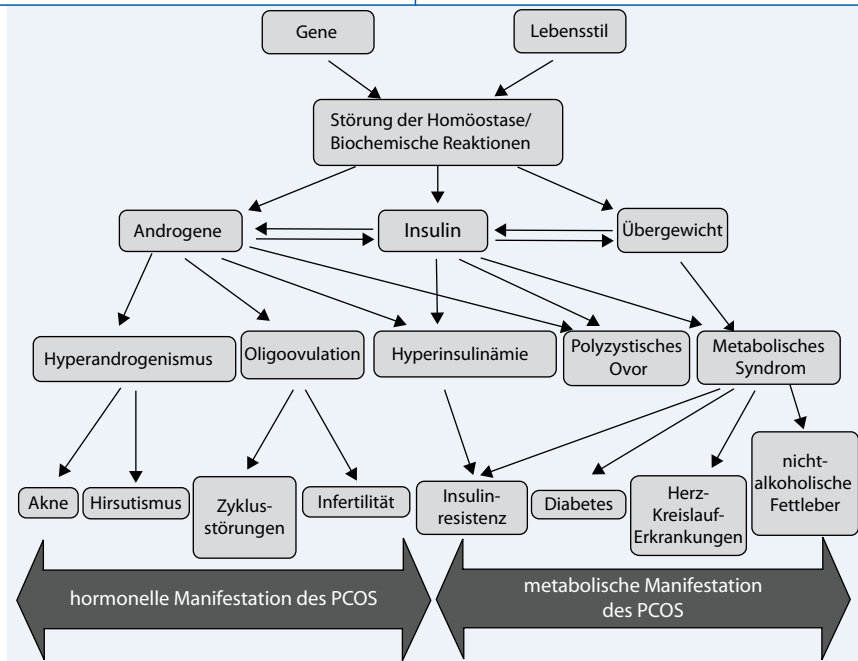 Gene
Lebensstil
Störung der Homöostase/
Biochemische Reaktionen
Androgene
Insulin
Übergewicht
Hyperandrogenismus
Oligoovulation
Hyperinsulinämie
Polyzystisches
Ovor
Metabolisches
Syndrom
Akne
Hirsutismus
Zyklus-
störungen
Infertilität
Insulin-
resistenz
Diabetes
Herz-
Kreislauf-
Erkrankungen
nicht-
alkoholische
Fettleber
hormonelle Manifestation des PCOS
metabolische Manifestation
des PCOS